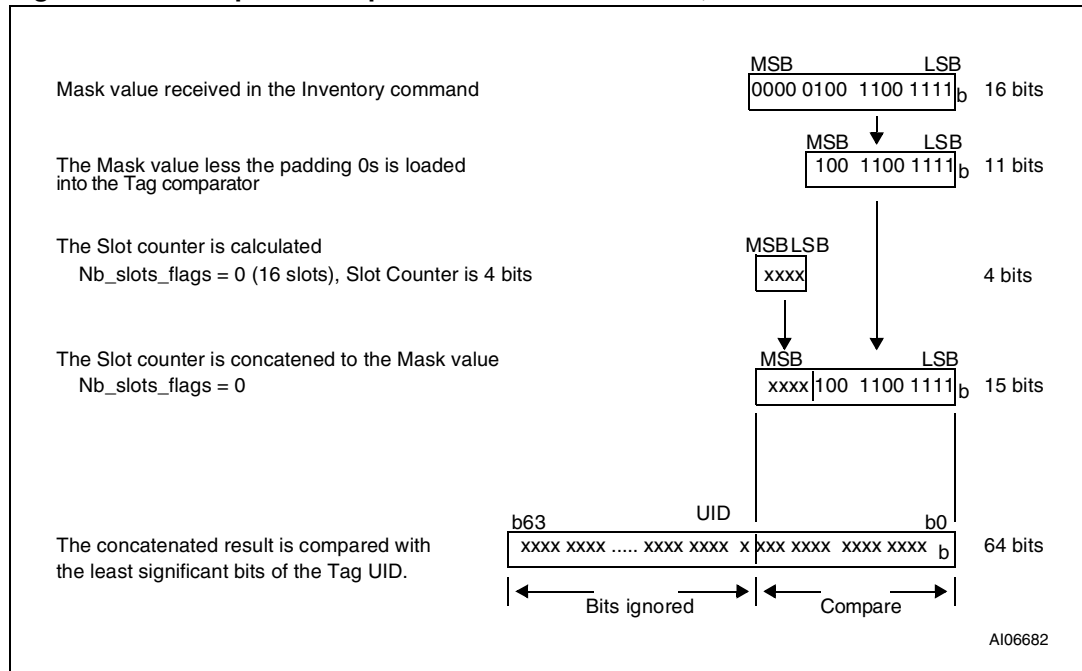 MSB LSB
Mask value received in the Inventory command 0000 0100 1100 1111 b 16 bits
MSB LSB
The Mask value less the padding 0s is loaded
into the Tag comparator
100 1100 1111 b 11 bits
The Slot counter is calculated
MSB LSB
Nb_slots_flags = 0 (16 slots), Slot Counter is 4 bits
xxxx 4 bits
The Slot counter is concatened to the Mask value
MSB LSB
Nb_slots_flags = 0
xxxx 100 1100 1111 b 15 bits
UID
b63 b0
The concatenated result is compared with
the least significant bits of the Tag UID.
xxxx xxxx ..... xxxx xxxx x xxx xxxx xxxx xxxx b 64 bits
Bits ignored Compare
AI06682